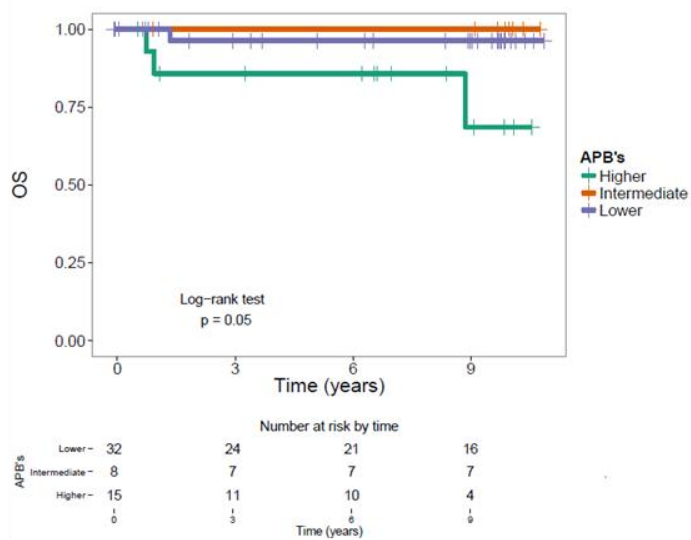 1.00
0.75
0.50
0.25
0.00
OS
Log-rank test
p = 0.05
0 3 6 9
Time (years)
APB's
Higher
Intermediate
Lower
Number at risk by time
APB's
Lower 32 24 21 16
Intermediate 8 7 7 7
Higher 15 11 10 4
0 3 6 9
Time (years)